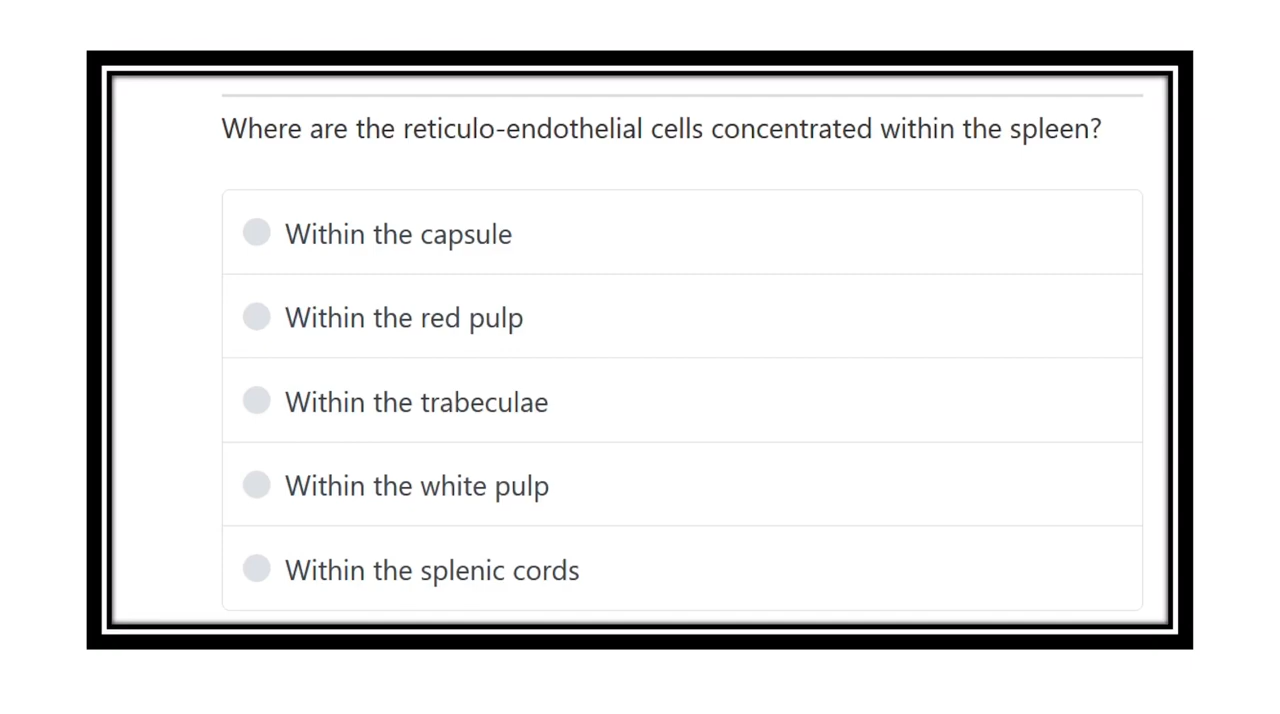 Where are the reticulo-endothelial cells concentrated within the spleen?
Within the capsule
Within the red pulp
Within the trabeculae
Within the white pulp
Within the splenic cords